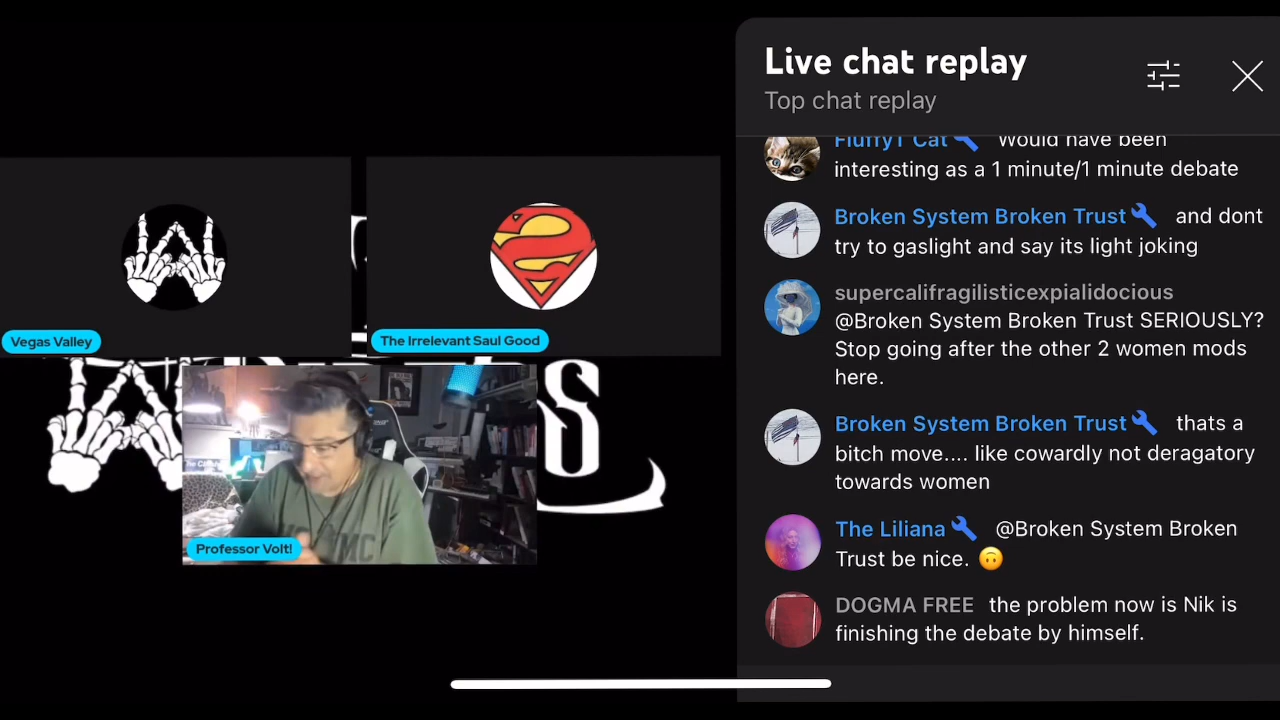 Live chat replay
Top chat replay
FluffyT Cat would have been
interesting as a 1 minute/1 minute debate
Broken System Broken Trust and dont
try to gaslight and say its light joking
supercalifragilisticexpialidocious
@Broken System Broken Trust SERIOUSLY?
Stop going after the other 2 women mods
here.
Broken System Broken Trust thats a
bitch move.... like cowardly not deragatory
towards women
The Liliana @Broken System Broken
Trust be nice. 🙃
DOGMA FREE the problem now is Nik is
finishing the debate by himself.
Vegas Valley
The Irrelevant Saul Good
Professor Volt!